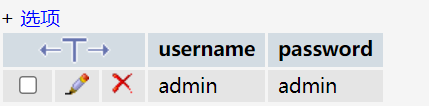 + 选项
←T→ username password
admin admin